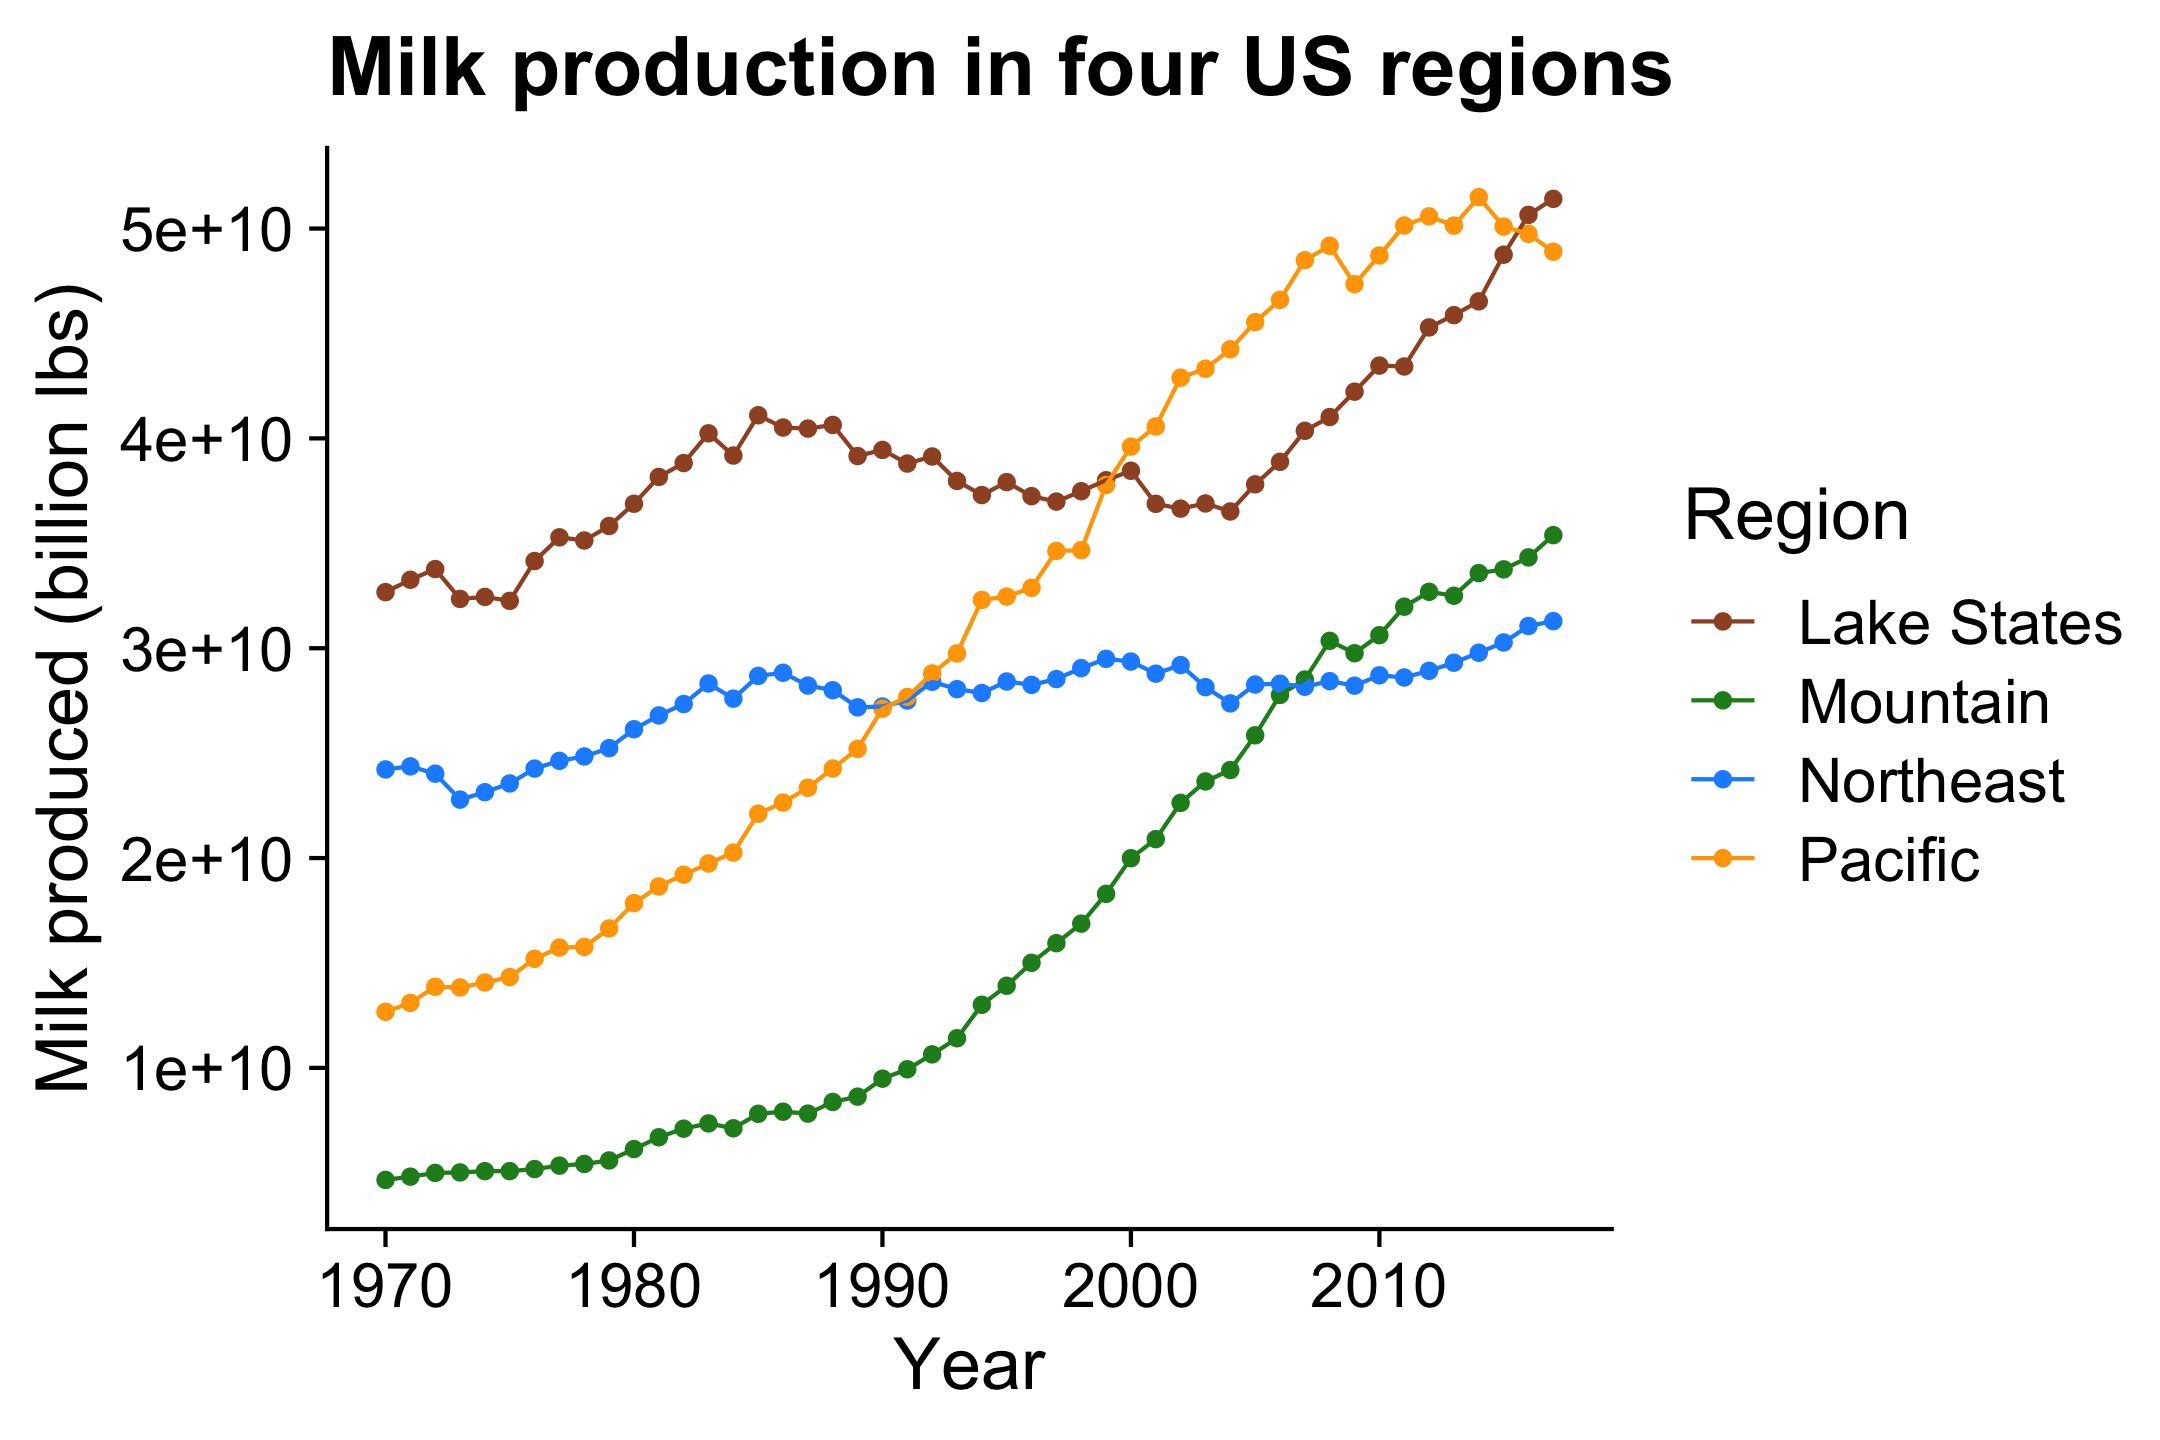 Milk production in four US regions
Milk produced (billion lbs)
5e+10
4e+10
3e+10
2e+10
1e+10
1970 1980 1990 2000 2010
Year
Region
Lake States
Mountain
Northeast
Pacific